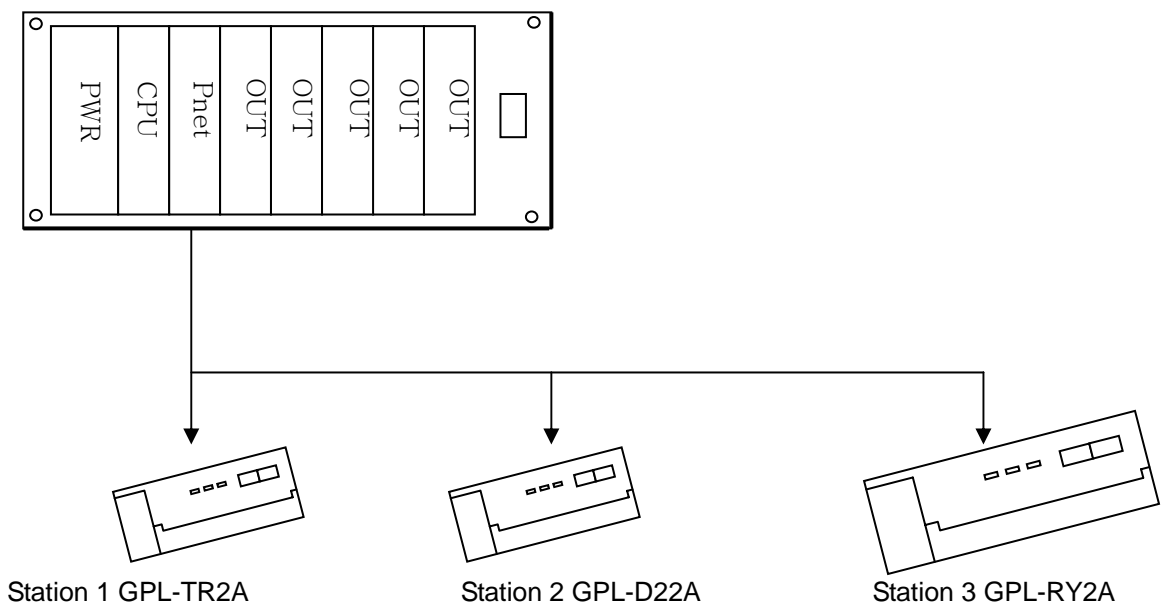 PWR
CPU
Pnet
OUT
OUT
OUT
OUT
OUT
Station 1 GPL-TR2A
Station 2 GPL-D22A
Station 3 GPL-RY2A